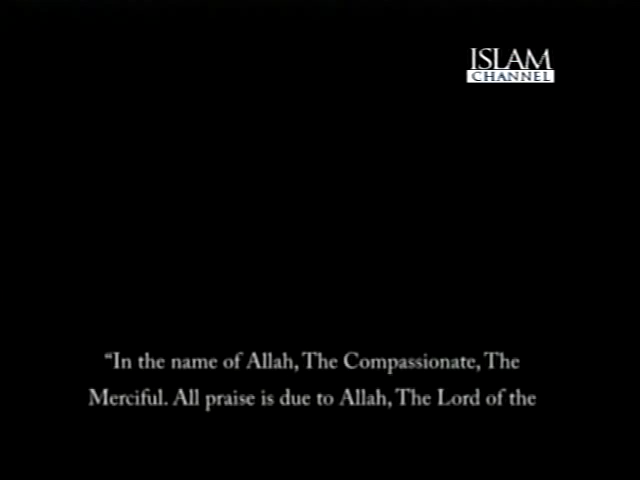 ISLAM
CHANNEL
“In the name of Allah, The Compassionate, The
Merciful. All praise is due to Allah, The Lord of the